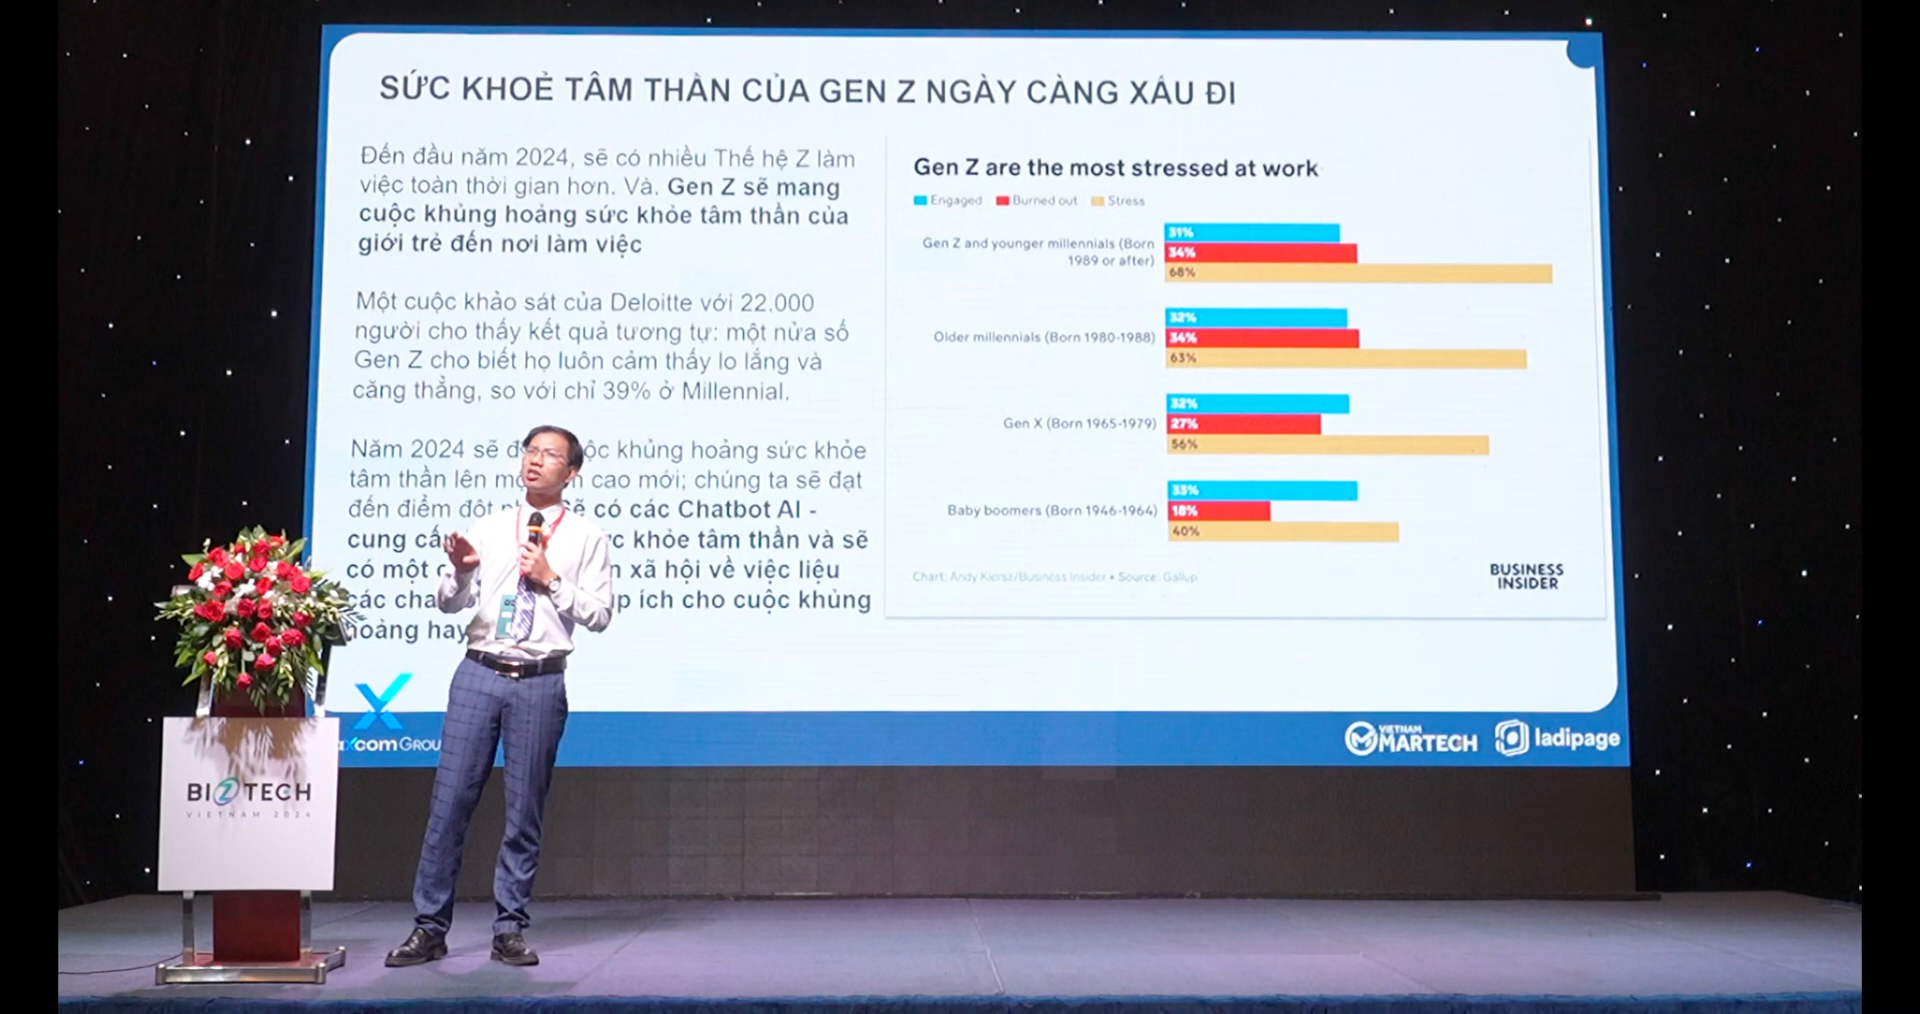 SỨC KHOẺ TÂM THẦN CỦA GEN Z NGÀY CÀNG XẤU ĐI
Đến đầu năm 2024, sẽ có nhiều Thế hệ Z làm
việc toàn thời gian hơn. Và. Gen Z sẽ mang
cuộc khủng hoảng sức khỏe tâm thần của
giới trẻ đến nơi làm việc
Một cuộc khảo sát của Deloitte với 22.000
người cho thấy kết quả tương tự: một nửa số
Gen Z cho biết họ luôn cảm thấy lo lắng và
căng thẳng, so với chỉ 39% ở Millennial.
Năm 2024 sẽ khủng hoảng sức khỏe
tâm thần lên cao mới; chúng ta sẽ đạt
đến điểm đột có các Chatbot AI -
cung khỏe tâm thần và sẽ
có một xã hội về việc liệu
các ích cho cuộc khủng
hoảng hay
Gen Z are the most stressed at work
Engaged Burned out Stress
Gen Z and younger millennials (Born
1989 or after)
31%
34%
68%
Older millennials (Born 1980-1988)
32%
34%
63%
Gen X (Born 1965-1979)
32%
27%
56%
Baby boomers (Born 1946-1964)
33%
18%
40%
Chart: Andy Kiersz/Business Insider • Source: Gallup
BUSINESS
INSIDER
VIETNAM
MARTECH
ladipage
BIZTECH
VIETNAM 2024